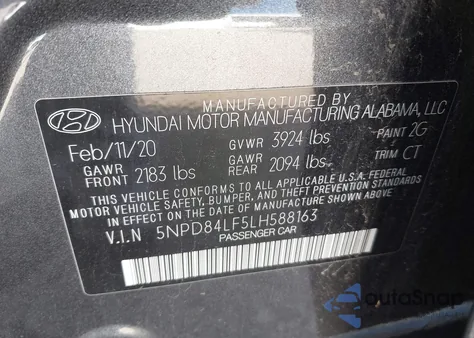 MANUFACTURED BY
HYUNDAI MOTOR MANUFACTURING ALABAMA, LLC
Feb/11/20 GVWR 3924 lbs PAINT 2G
GAWR FRONT 2183 lbs GAWR REAR 2094 lbs TRIM CT
THIS VEHICLE CONFORMS TO ALL APPLICABLE U.S. FEDERAL
MOTOR VEHICLE SAFETY, BUMPER, AND THEFT PREVENTION STANDARDS
IN EFFECT ON THE DATE OF MANUFACTURE SHOWN ABOVE.
V.I.N 5NPD84LF5LH588163
PASSENGER CAR
autoSnap